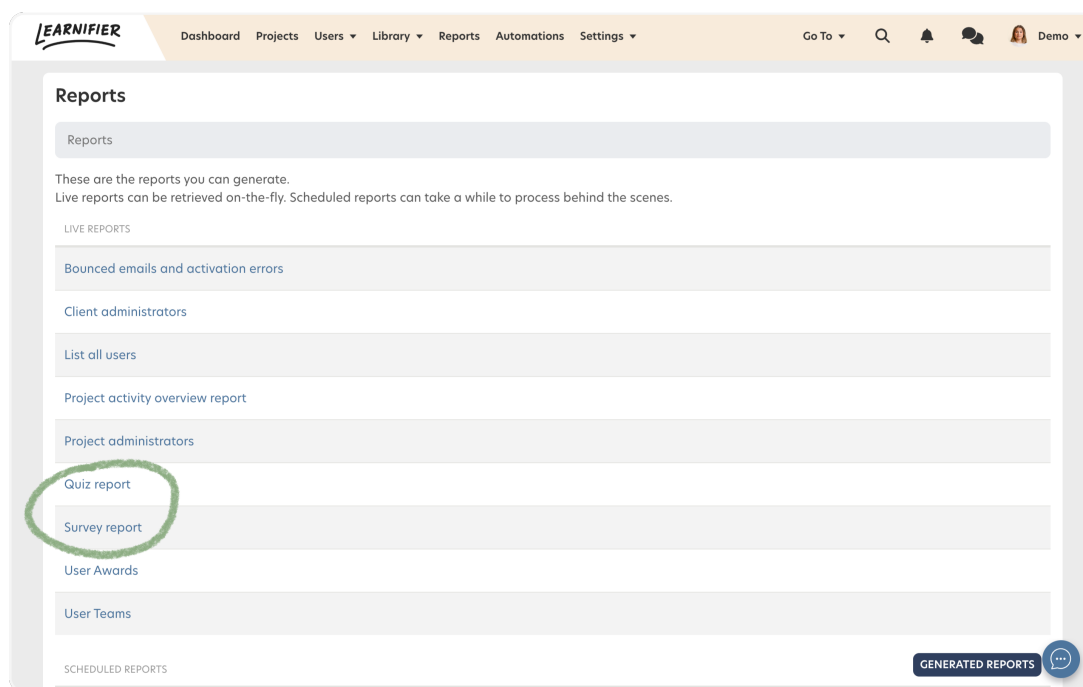 LEARNIFIER
Dashboard Projects Users Library Reports Automations Settings Go To Demo
Reports
Reports
These are the reports you can generate.
Live reports can be retrieved on-the-fly. Scheduled reports can take a while to process behind the scenes.
LIVE REPORTS
Bounced emails and activation errors
Client administrators
List all users
Project activity overview report
Project administrators
Quiz report
Survey report
User Awards
User Teams
SCHEDULED REPORTS
GENERATED REPORTS